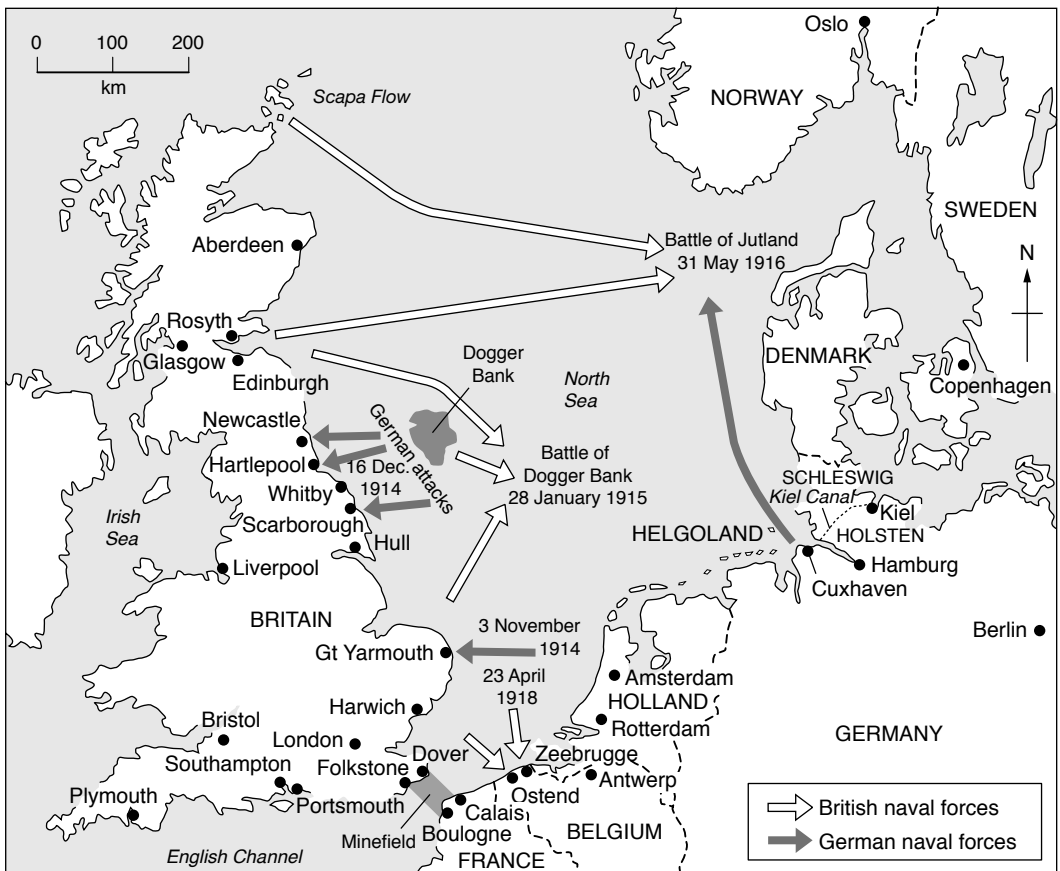 0 100 200
km
Scapa Flow
Oslo
NORWAY
SWEDEN
N
Aberdeen
Battle of Jutland
31 May 1916
Rosyth
Glasgow
Edinburgh
DENMARK
Copenhagen
Dogger
Bank
North
Sea
Newcastle
Hartlepool
Whitby
Scarborough
Hull
German attacks
16 Dec.
1914
Battle of
Dogger Bank
28 January 1915
SCHLESWIG
Kiel Canal
Kiel
HOLSTEN
HELGOLAND
Hamburg
Cuxhaven
Irish
Sea
Liverpool
BRITAIN
Gt Yarmouth
3 November
1914
Berlin
23 April
1918
Amsterdam
HOLLAND
Rotterdam
Harwich
Bristol
London
Dover
Southampton
Folkstone
Zeebrugge
GERMANY
Plymouth
Portsmouth
Ostend
Antwerp
Calais
Minefield
Boulogne
BELGIUM
English Channel
FRANCE
British naval forces
German naval forces